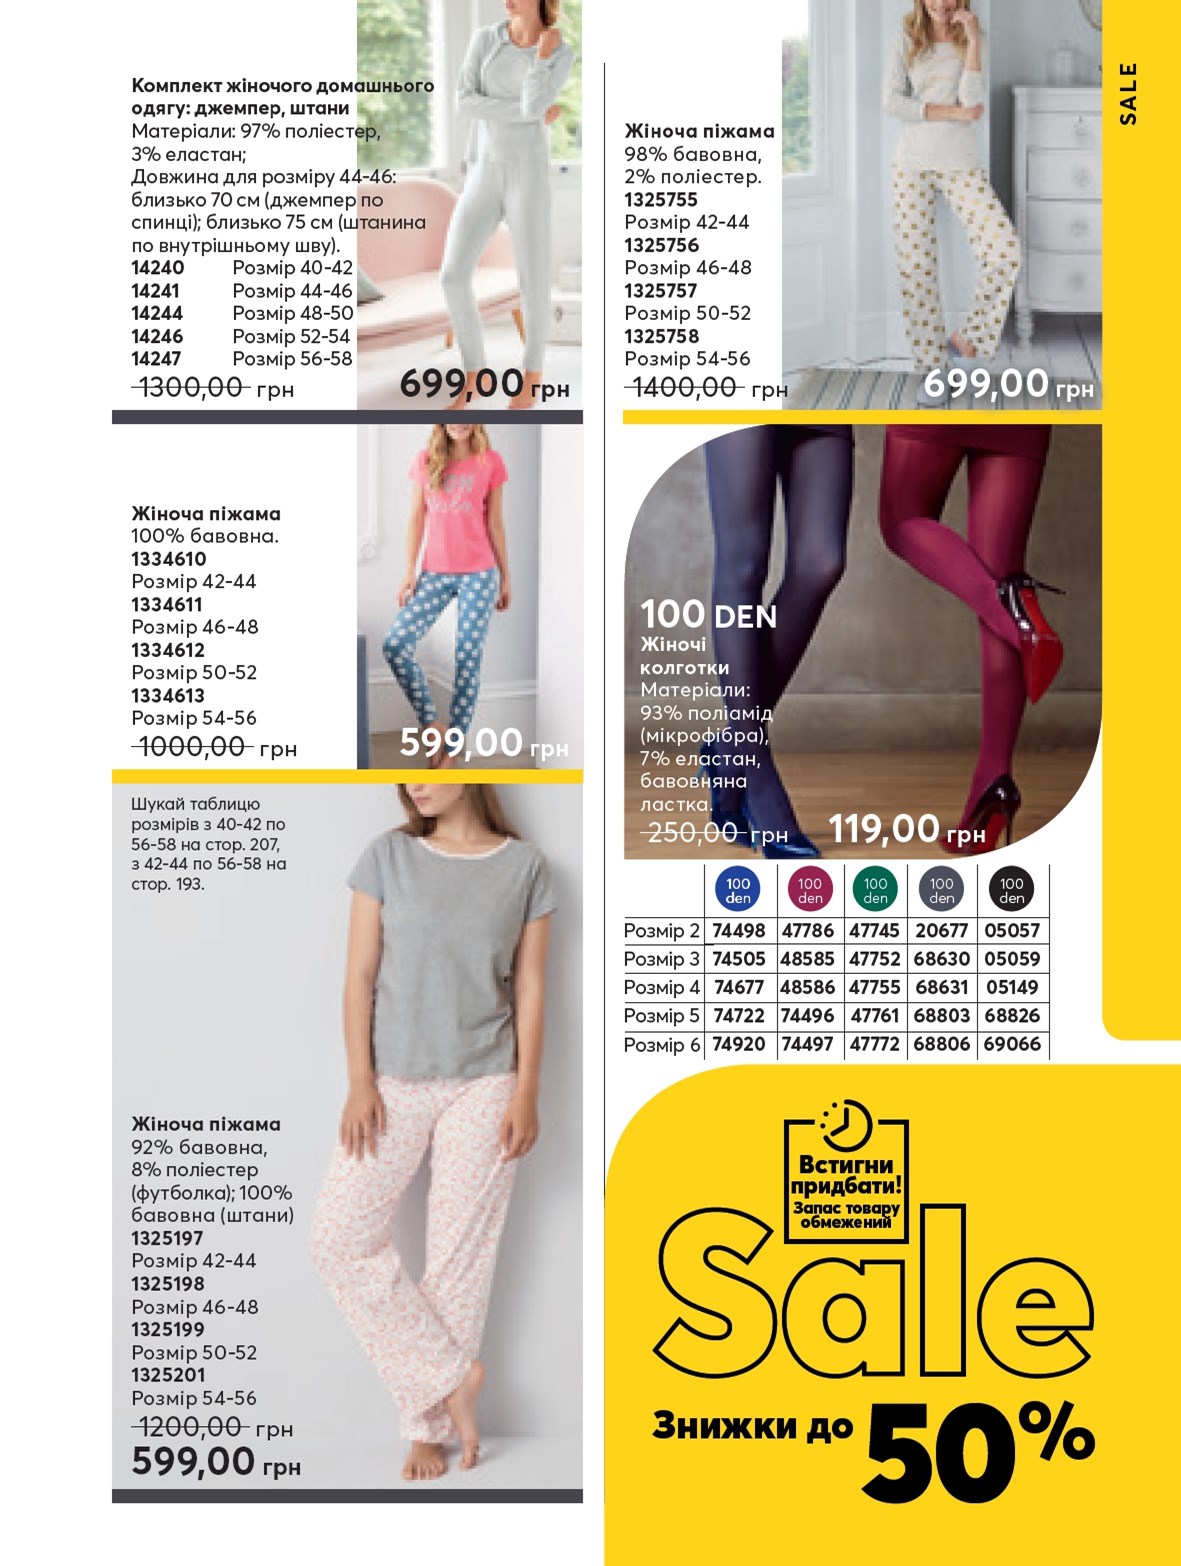 SALE
Комплект жіночого домашнього
одягу: джемпер, штани
Матеріали: 97% поліестер,
3% еластан;
Довжина для розміру 44-46:
близько 70 см (джемпер по
спинці); близько 75 см (штанина
по внутрішньому шву).
14240 Розмір 40-42
14241 Розмір 44-46
14244 Розмір 48-50
14246 Розмір 52-54
14247 Розмір 56-58
1300,00 грн 699,00 грн
Жіноча піжама
98% бавовна,
2% поліестер.
1325755
Розмір 42-44
1325756
Розмір 46-48
1325757
Розмір 50-52
1325758
Розмір 54-56
1400,00 грн 699,00 грн
Жіноча піжама
100% бавовна.
1334610
Розмір 42-44
1334611
Розмір 46-48
1334612
Розмір 50-52
1334613
Розмір 54-56
1000,00 грн 599,00 грн
100 DEN
Жіночі
колготки
Матеріали:
93% поліамід
(мікрофібра),
7% еластан,
бавовняна
ластка.
250,00 грн 119,00 грн
100 den 100 den 100 den 100 den 100 den
Розмір 2 74498 47786 47745 20677 05057
Розмір 3 74505 48585 47752 68630 05059
Розмір 4 74677 48586 47755 68631 05149
Розмір 5 74722 74496 47761 68803 68826
Розмір 6 74920 74497 47772 68806 69066
Шукай таблицю
розмірів з 40-42 по
56-58 на стор. 207,
з 42-44 по 56-58 на
стор. 193.
Жіноча піжама
92% бавовна,
8% поліестер
(футболка); 100%
бавовна (штани)
1325197
Розмір 42-44
1325198
Розмір 46-48
1325199
Розмір 50-52
1325201
Розмір 54-56
1200,00 грн
599,00 грн
Встигни
придбати!
Запас товару
обмежений
Sale
Знижки до 50%